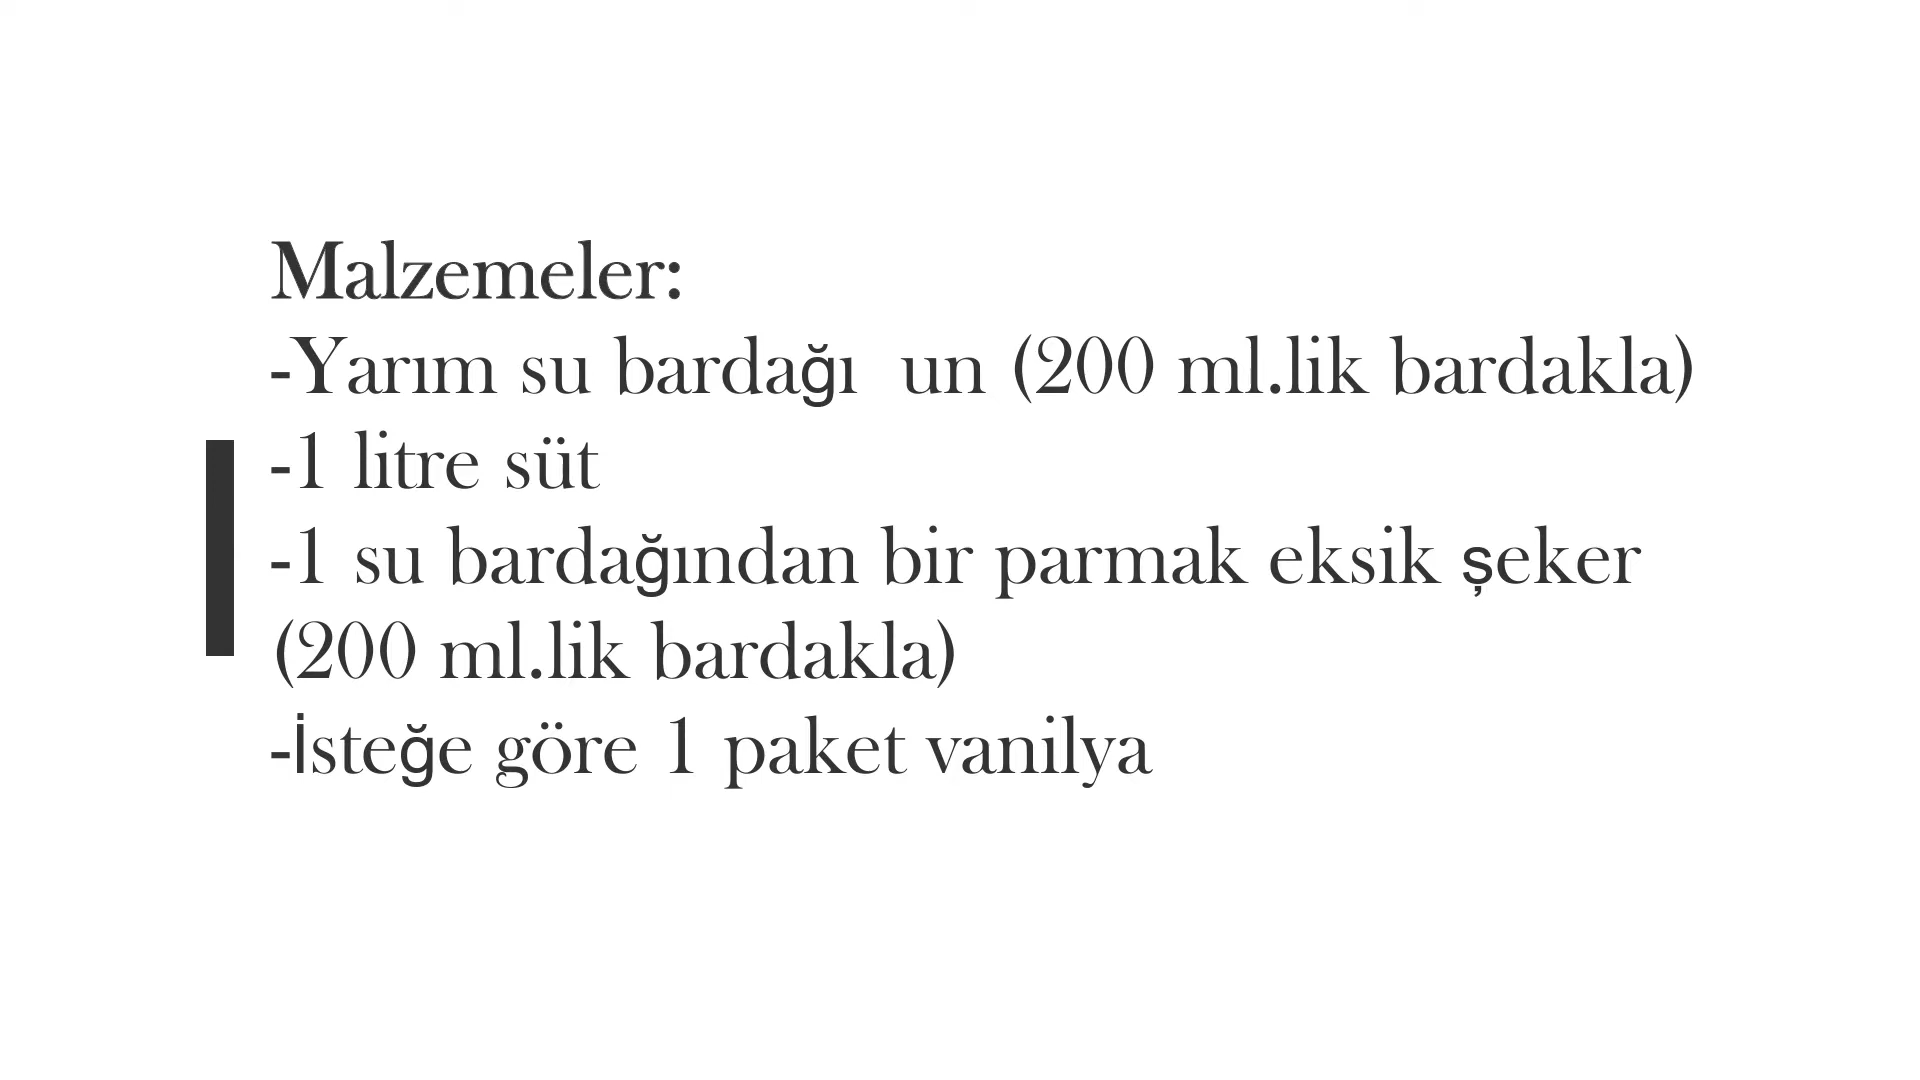 Malzemeler:
-Yarım su bardağı  un (200 ml.lik bardakla)
-1 litre süt
-1 su bardağından bir parmak eksik şeker
(200 ml.lik bardakla)
-İsteğe göre 1 paket vanilya